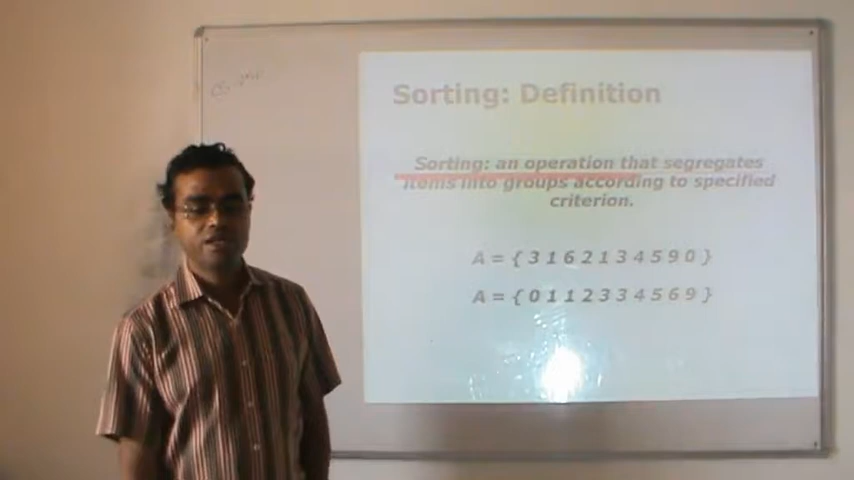 Sorting: Definition
Sorting: an operation that segregates
items into groups according to specified
criterion.
A = { 3 1 6 2 1 3 4 5 9 0 }
A = { 0 1 1 2 3 3 4 5 6 9 }